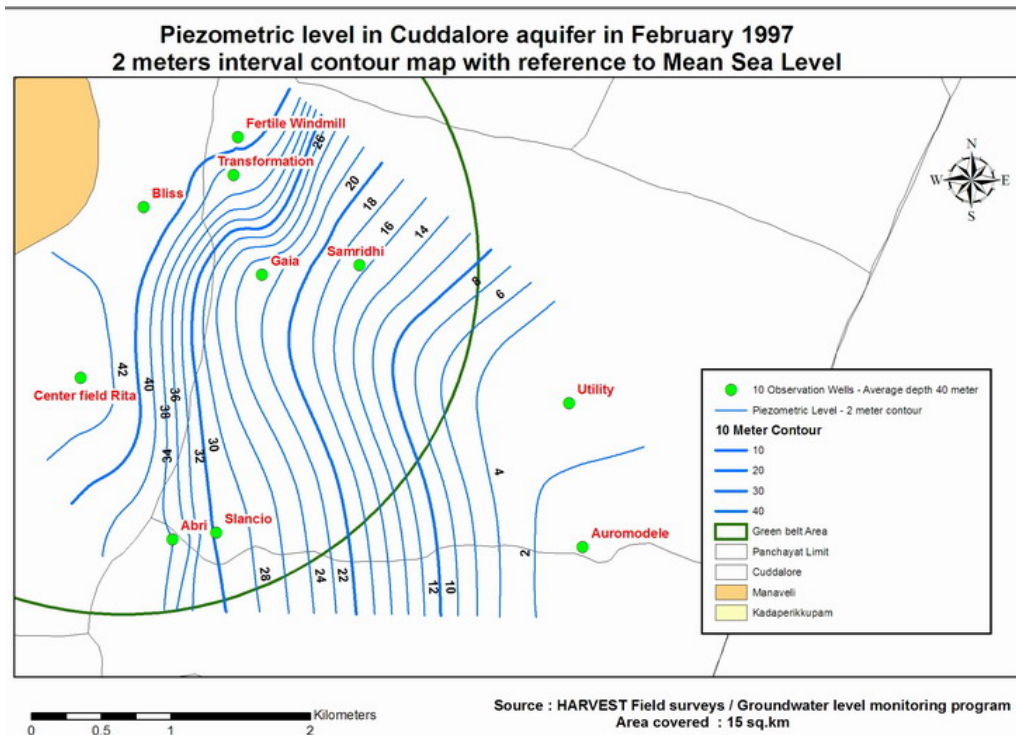 Piezometric level in Cuddalore aquifer in February 1997
2 meters interval contour map with reference to Mean Sea Level
Fertile Windmill
Transformation
Bliss
Gaia
Samridhi
Center field Rita
Utility
Abri
Slancio
Auromodele
26
20
18
16
14
8
6
42
40
38
36
34
32
30
28
24
22
12
10
4
2
N
W
E
S
10 Observation Wells - Average depth 40 meter
Piezometric Level - 2 meter contour
10 Meter Contour
10
20
30
40
Green belt Area
Panchayat Limit
Cuddalore
Manaveli
Kadaperikkupam
Kilometers
0 0.5 1 2
Source : HARVEST Field surveys / Groundwater level monitoring program
Area covered : 15 sq.km